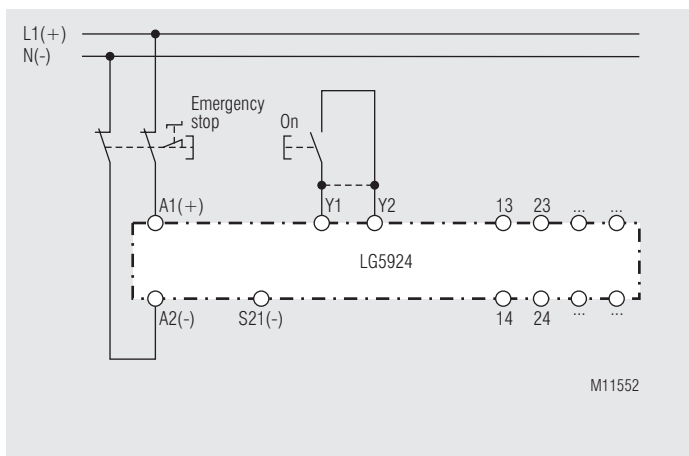 L1(+)
N(-)
Emergency
stop
On
A1(+)
Y1
Y2
13
23
...
...
LG5924
A2(-)
S21(-)
14
24
...
...
M11552